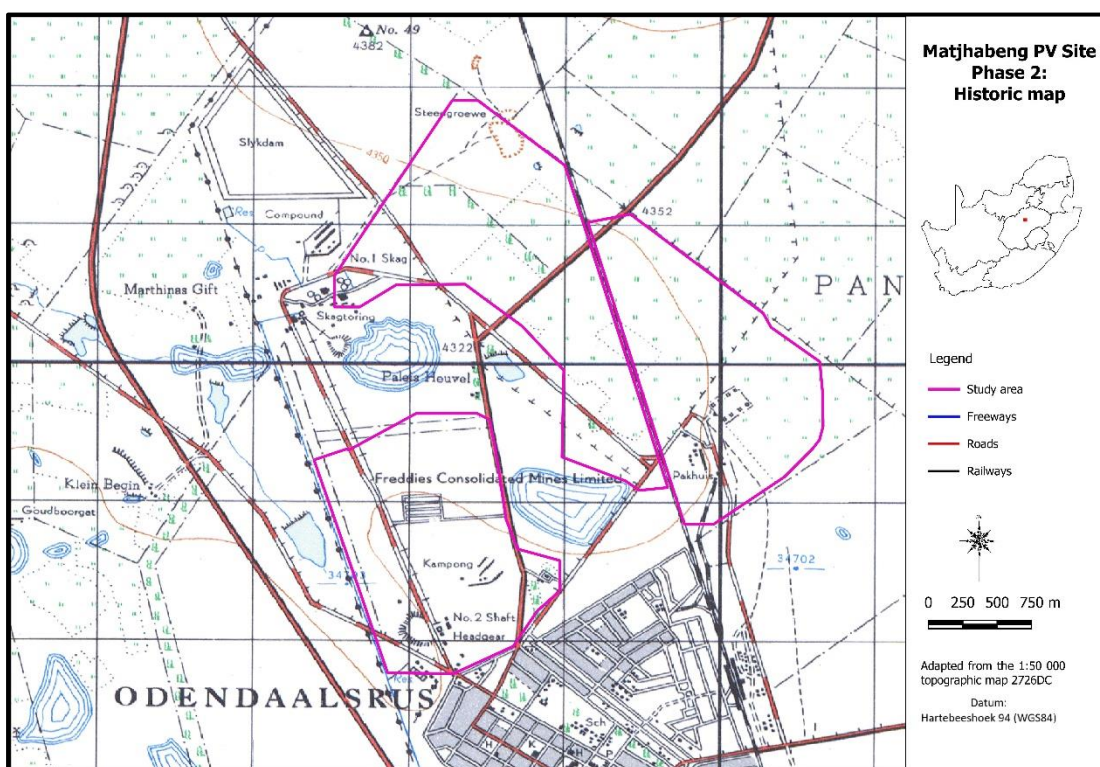 No. 49
4382
Steengroewe
Slykdam
4350
Res
Compound
4352
No.1 Skag
Marthinas Gift
PAN
Skagtoring
4322
Paleis Heuvel
Freddies Consolidated Mines Limited
Pakhuis
Klein Begin
Goudboorgat
34702
Kampong
No.2 Shaft
Headgear
Res
ODENDAALSRUS
Sch
H
K
H
P
Matjhabeng PV Site
Phase 2:
Historic map
Legend
Study area
Freeways
Roads
Railways
0 250 500 750 m
Adapted from the 1:50 000
topographic map 2726DC
Datum:
Hartebeeshoek 94 (WGS84)